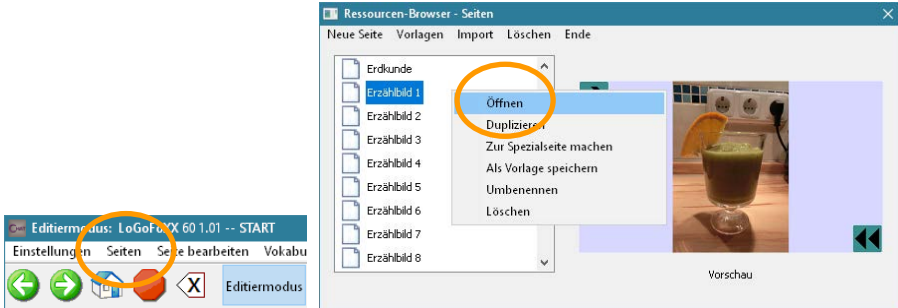 Ressourcen-Browser - Seiten
Neue Seite Vorlagen Import Löschen Ende
Erdkunde
Erzählbild 1
Erzählbild 2
Erzählbild 3
Erzählbild 4
Erzählbild 5
Erzählbild 6
Erzählbild 7
Erzählbild 8
Öffnen
Duplizieren
Zur Spezialseite machen
Als Vorlage speichern
Umbenennen
Löschen
Vorschau
Editiermodus: LoGoFoXX 60 1.01 -- START
Einstellungen Seiten Seite bearbeiten Vokabu
X
Editiermodus